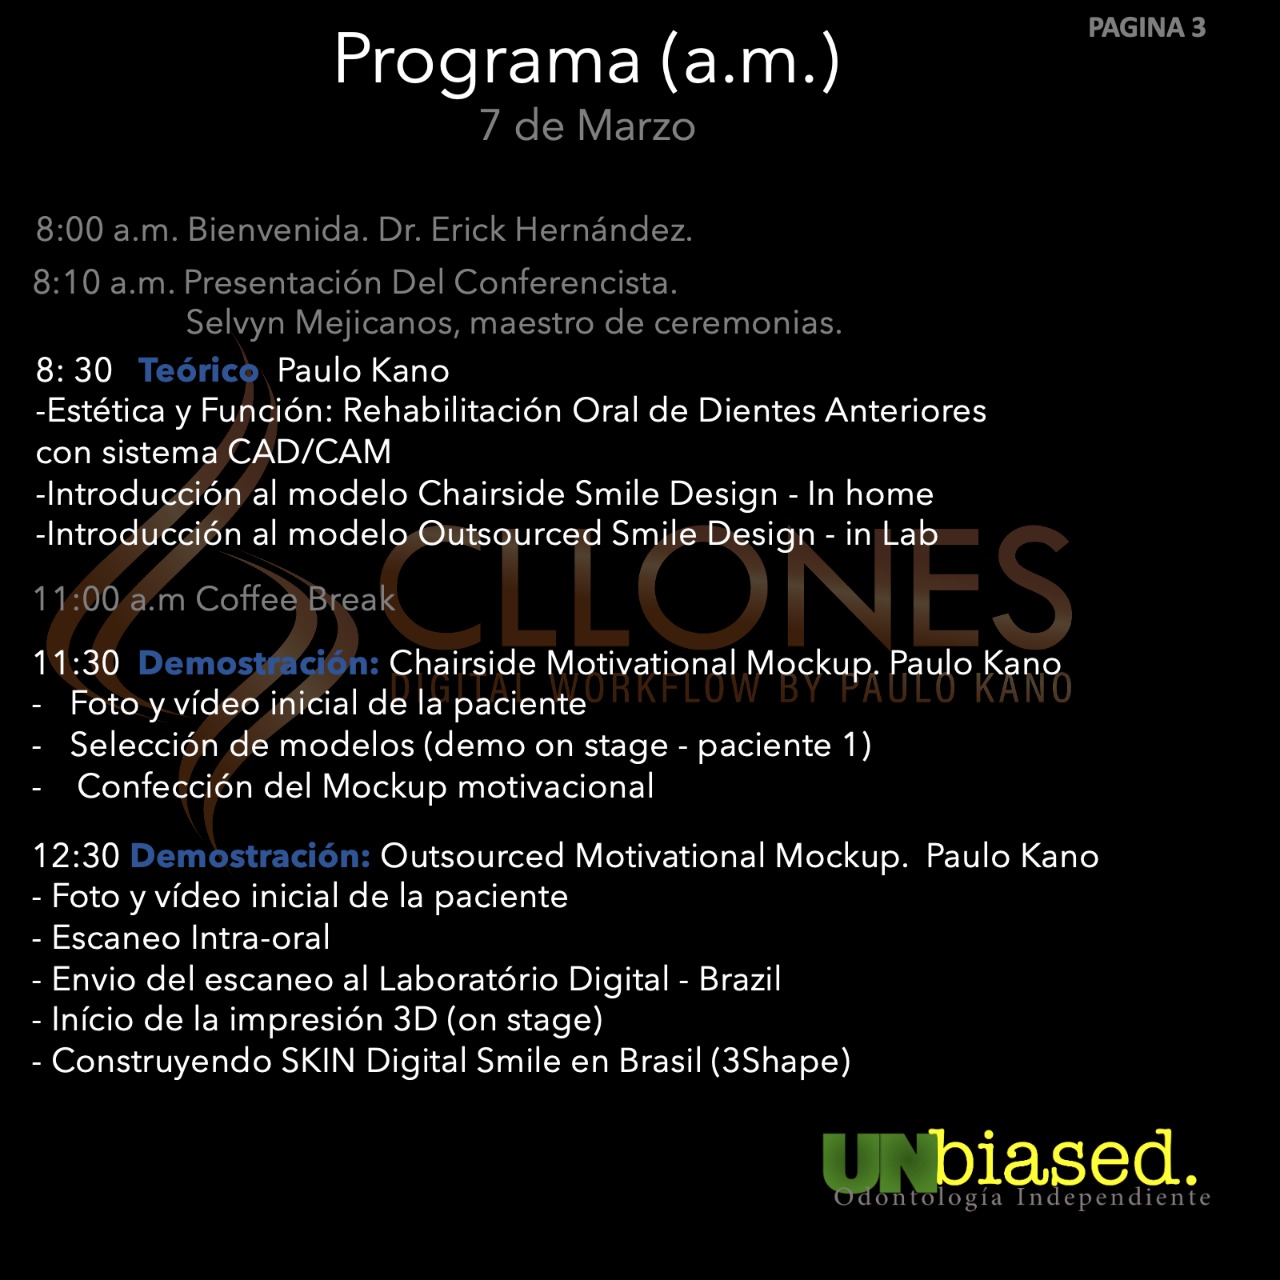 PAGINA 3
Programa (a.m.)
7 de Marzo
8:00 a.m. Bienvenida. Dr. Erick Hernández.
8:10 a.m. Presentación Del Conferencista.
Selvyn Mejicanos, maestro de ceremonias.
8: 30 Teórico Paulo Kano
-Estética y Función: Rehabilitación Oral de Dientes Anteriores
con sistema CAD/CAM
-Introducción al modelo Chairside Smile Design - In home
-Introducción al modelo Outsourced Smile Design - in Lab
CLLONES
11:00 a.m Coffee Break
11:30 Demostración: Chairside Motivational Mockup. Paulo Kano
DIGITAL WORKFLOW BY PAULO KANO
- Foto y vídeo inicial de la paciente
- Selección de modelos (demo on stage - paciente 1)
- Confección del Mockup motivacional
12:30 Demostración: Outsourced Motivational Mockup. Paulo Kano
- Foto y vídeo inicial de la paciente
- Escaneo Intra-oral
- Envio del escaneo al Laboratório Digital - Brazil
- Início de la impresión 3D (on stage)
- Construyendo SKIN Digital Smile en Brasil (3Shape)
UNbiased.
Odontología Independiente